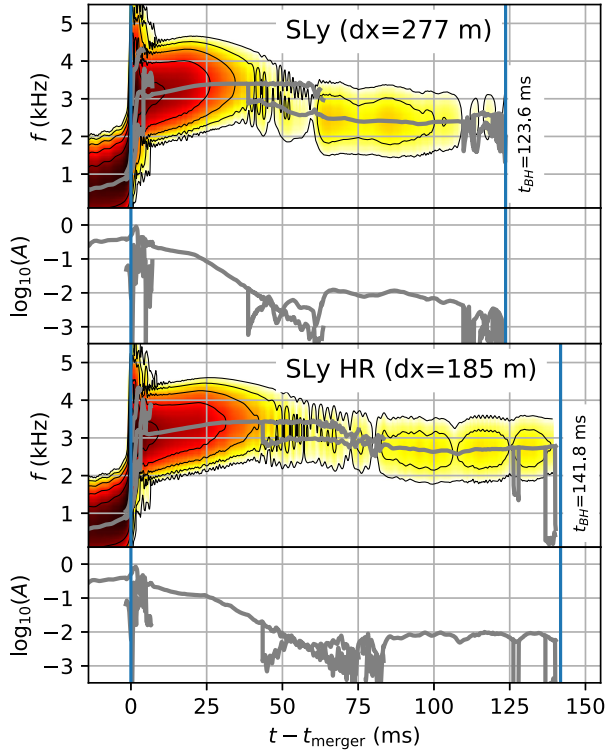 SLy (dx=277 m)
5
4
3
2
1
f (kHz)
t_BH=123.6 ms
0
−1
−2
−3
log₁₀(A)
SLy HR (dx=185 m)
5
4
3
2
1
f (kHz)
t_BH=141.8 ms
0
−1
−2
−3
log₁₀(A)
0 25 50 75 100 125 150
t − t_merger (ms)